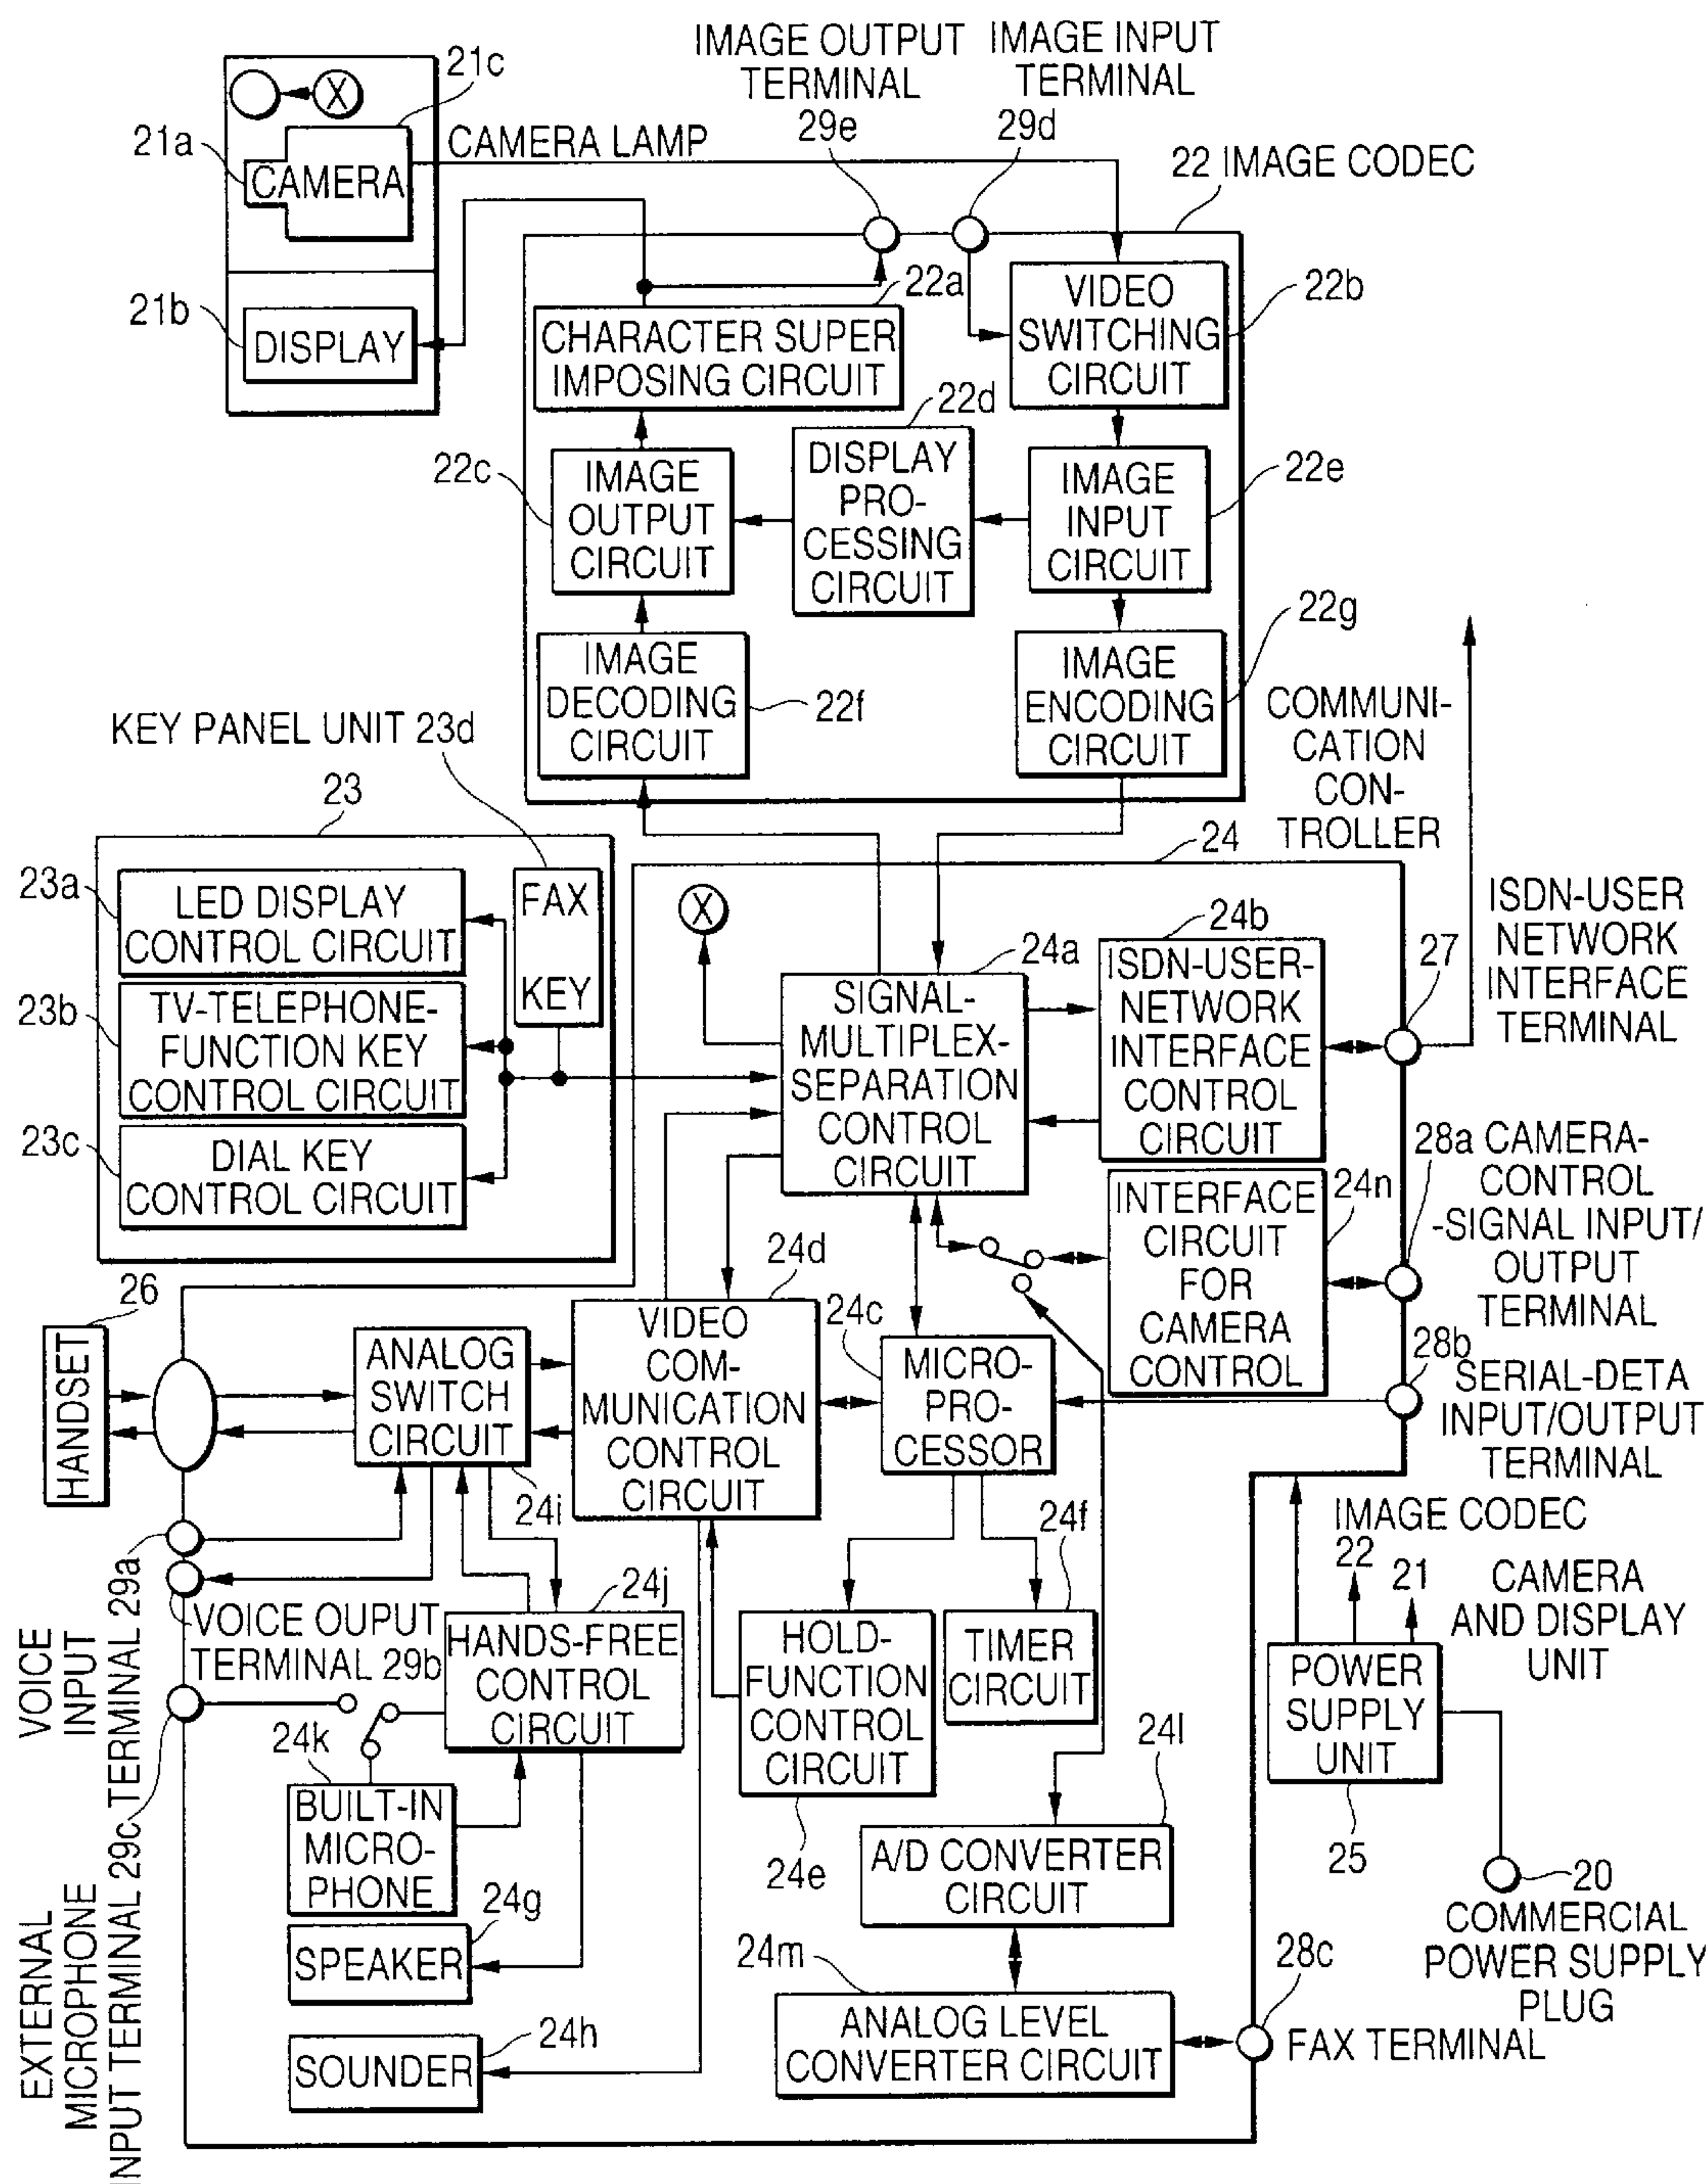 IMAGE OUTPUT
TERMINAL
29e
IMAGE INPUT
TERMINAL
29d
21c
X
21a
CAMERA
CAMERA LAMP
22 IMAGE CODEC
21b
DISPLAY
22a
CHARACTER SUPER
IMPOSING CIRCUIT
VIDEO
SWITCHING
CIRCUIT
22b
22c
IMAGE
OUTPUT
CIRCUIT
22d
DISPLAY
PRO-
CESSING
CIRCUIT
IMAGE
INPUT
CIRCUIT
22e
IMAGE
DECODING
CIRCUIT
22f
IMAGE
ENCODING
CIRCUIT
22g
COMMUNI-
CATION
CON-
TROLLER
24
KEY PANEL UNIT 23d
23
23a
LED DISPLAY
CONTROL CIRCUIT
FAX
KEY
23b
TV-TELEPHONE-
FUNCTION KEY
CONTROL CIRCUIT
23c
DIAL KEY
CONTROL CIRCUIT
X
24a
SIGNAL-
MULTIPLEX-
SEPARATION
CONTROL
CIRCUIT
24b
ISDN-USER-
NETWORK
INTERFACE
CONTROL
CIRCUIT
27
ISDN-USER
NETWORK
INTERFACE
TERMINAL
INTERFACE
CIRCUIT
FOR
CAMERA
CONTROL
24n
28a CAMERA-
CONTROL
-SIGNAL INPUT/
OUTPUT
TERMINAL
28b
SERIAL-DETA
INPUT/OUTPUT
TERMINAL
26
HANDSET
ANALOG
SWITCH
CIRCUIT
24i
24d
VIDEO
COM-
MUNICATION
CONTROL
CIRCUIT
24c
MICRO-
PRO-
CESSOR
VOICE
INPUT
TERMINAL 29a
VOICE OUPUT
TERMINAL 29b
24j
HANDS-FREE
CONTROL
CIRCUIT
HOLD-
FUNCTION
CONTROL
CIRCUIT
24e
24f
TIMER
CIRCUIT
IMAGE CODEC
22
21
CAMERA
AND DISPLAY
UNIT
POWER
SUPPLY
UNIT
25
20
COMMERCIAL
POWER SUPPLY
PLUG
EXTERNAL
MICROPHONE
INPUT TERMINAL 29c
24k
BUILT-IN
MICRO-
PHONE
24g
SPEAKER
24h
SOUNDER
24l
A/D CONVERTER
CIRCUIT
24m
ANALOG LEVEL
CONVERTER CIRCUIT
28c
FAX TERMINAL